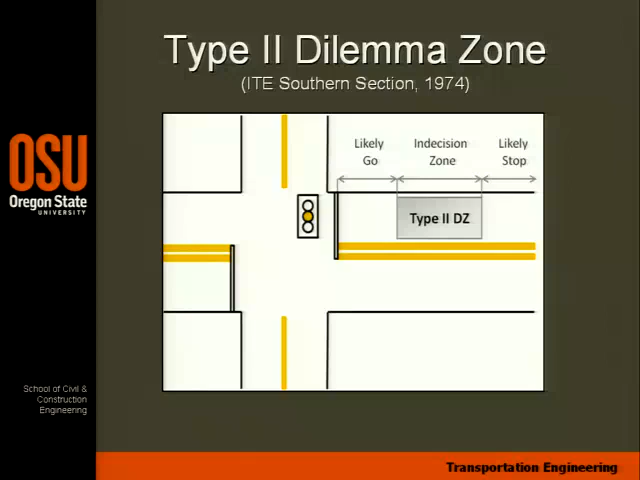 Type II Dilemma Zone
(ITE Southern Section, 1974)
OSU
Oregon State
UNIVERSITY
Likely
Go
Indecision
Zone
Likely
Stop
Type II DZ
School of Civil &
Construction
Engineering
Transportation Engineering